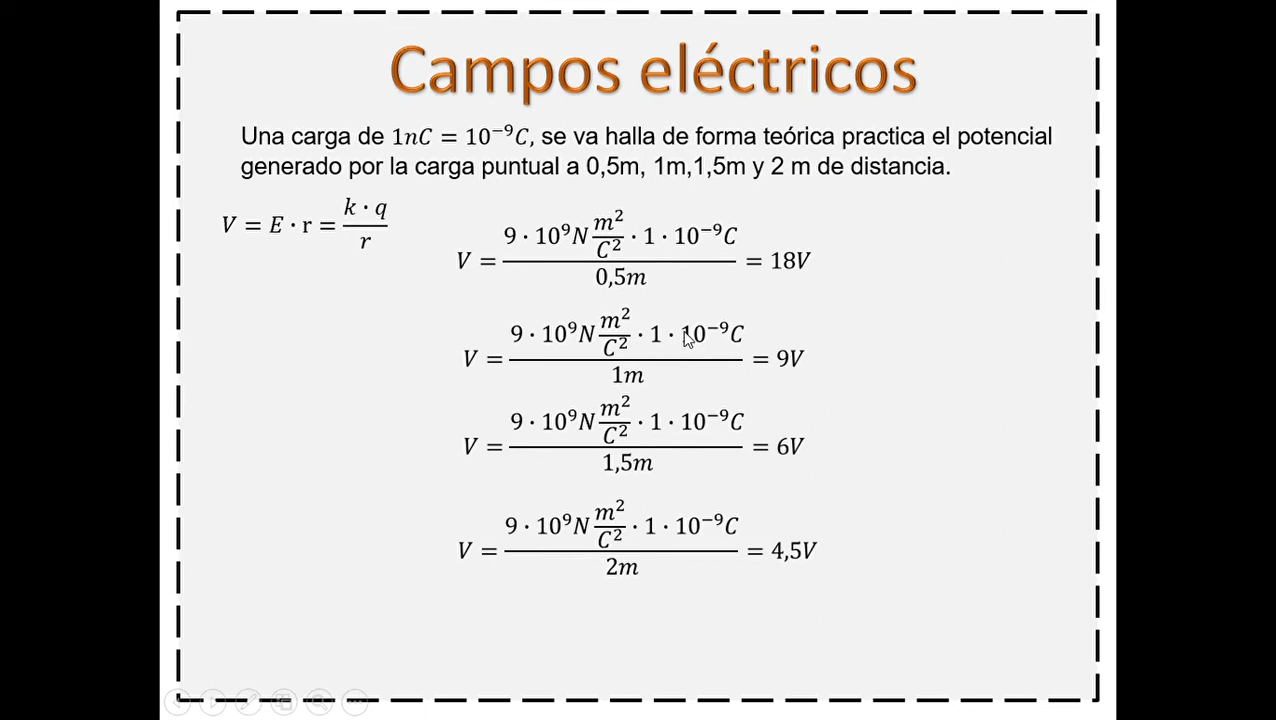 Campos eléctricos
Una carga de 1nC = 10⁻⁹C, se va halla de forma teórica practica el potencial
generado por la carga puntual a 0,5m, 1m,1,5m y 2 m de distancia.
V = E · r = k · q / r
V = 9 · 10⁹N m²/C² · 1 · 10⁻⁹C / 0,5m = 18V
V = 9 · 10⁹N m²/C² · 1 · 10⁻⁹C / 1m = 9V
V = 9 · 10⁹N m²/C² · 1 · 10⁻⁹C / 1,5m = 6V
V = 9 · 10⁹N m²/C² · 1 · 10⁻⁹C / 2m = 4,5V